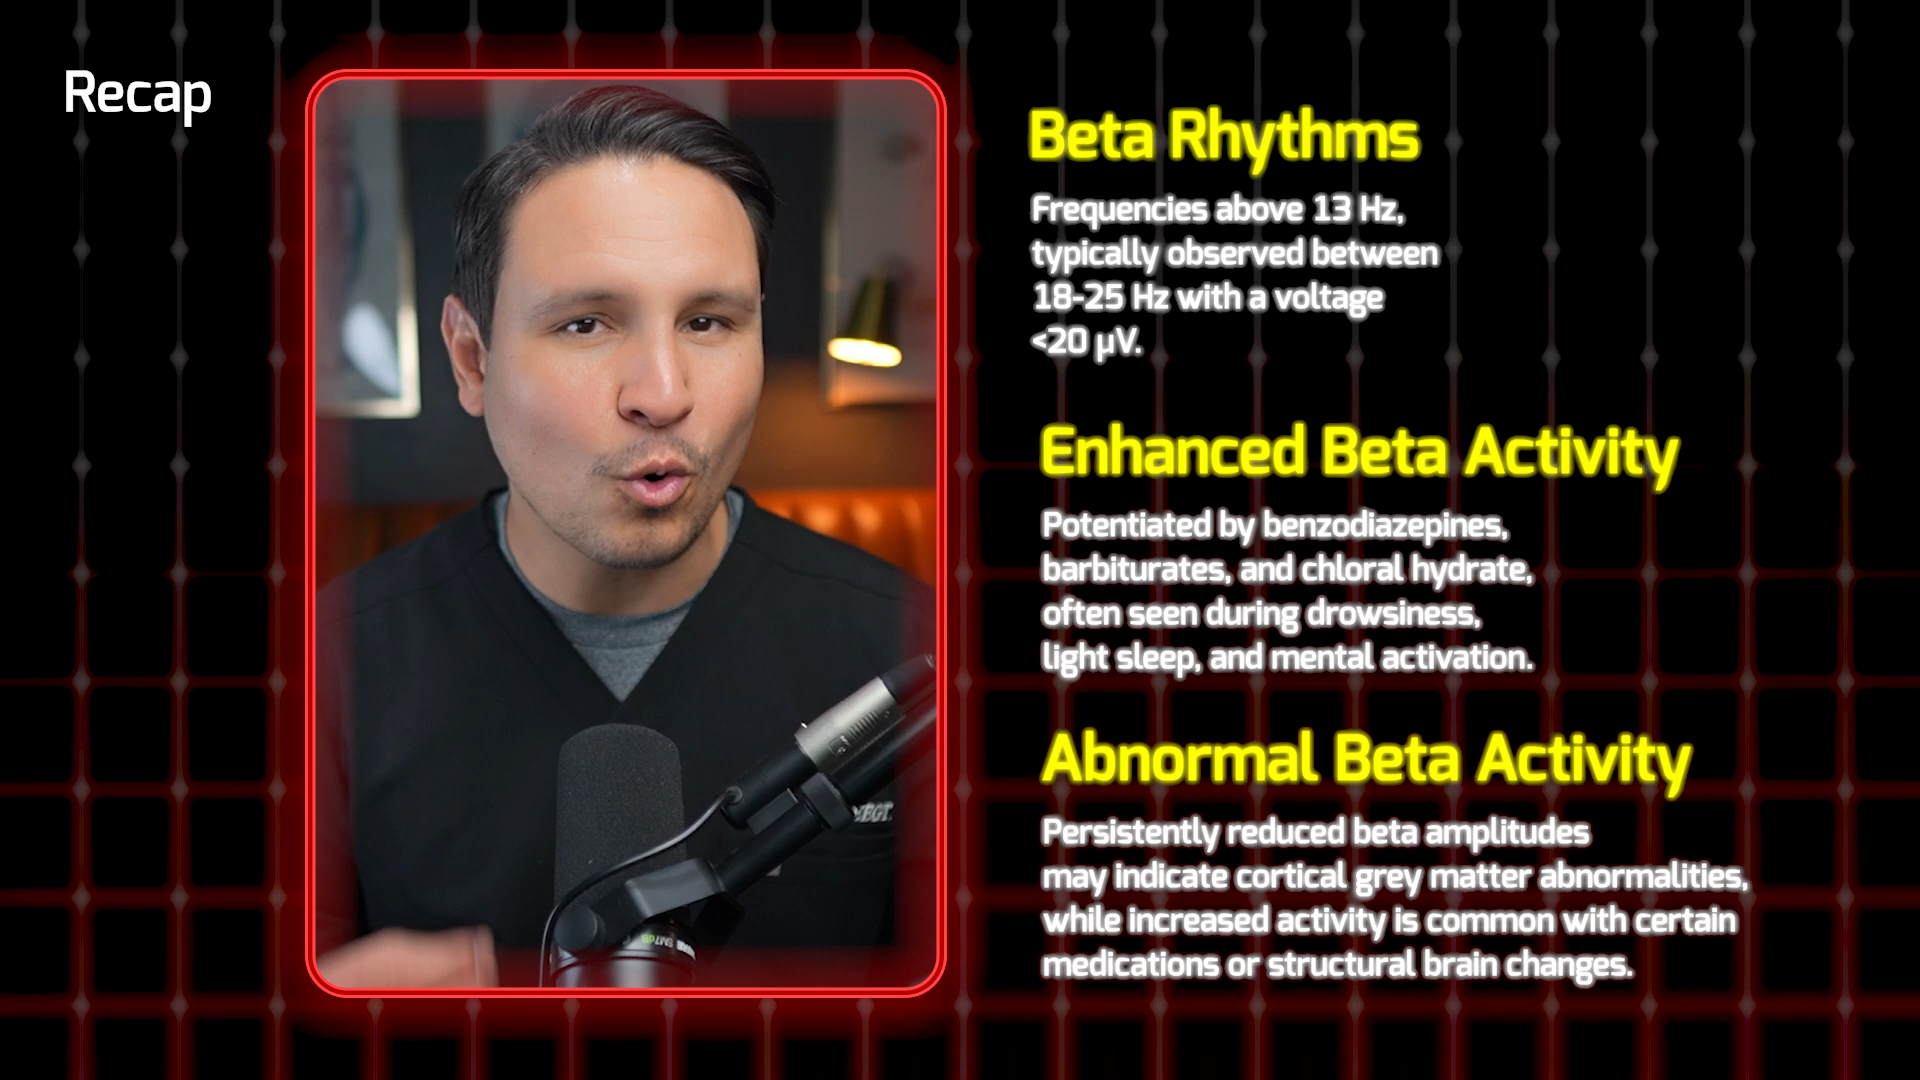 Recap
Beta Rhythms
Frequencies above 13 Hz,
typically observed between
18-25 Hz with a voltage
<20 µV.
Enhanced Beta Activity
Potentiated by benzodiazepines,
barbiturates, and chloral hydrate,
often seen during drowsiness,
light sleep, and mental activation.
Abnormal Beta Activity
Persistently reduced beta amplitudes
may indicate cortical grey matter abnormalities,
while increased activity is common with certain
medications or structural brain changes.
SM7dB